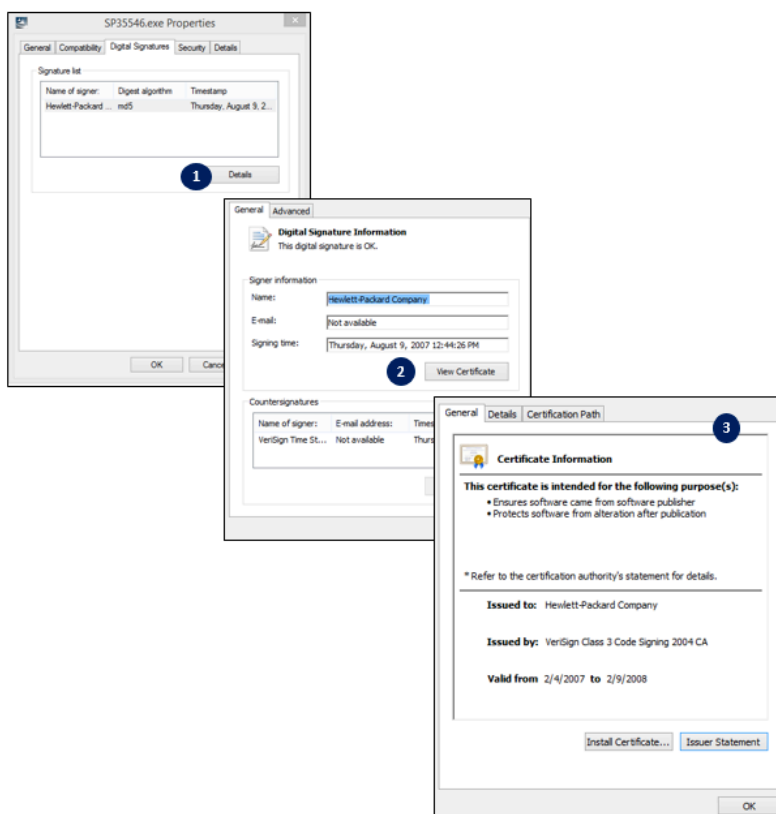 SP35546.exe Properties
General Compatibility Digital Signatures Security Details
Signature list
Name of signer: Digest algorithm Timestamp
Hewlett-Packard ... md5 Thursday, August 9, 2...
1 Details
OK
General Advanced
Digital Signature Information
This digital signature is OK.
Signer information
Name: Hewlett-Packard Company
E-mail: Not available
Signing time: Thursday, August 9, 2007 12:44:26 PM
2 View Certificate
Countersignatures
Name of signer: E-mail address:
VeriSign Time St... Not available
General Details Certification Path
3
Certificate Information
This certificate is intended for the following purpose(s):
• Ensures software came from software publisher
• Protects software from alteration after publication
* Refer to the certification authority's statement for details.
Issued to: Hewlett-Packard Company
Issued by: VeriSign Class 3 Code Signing 2004 CA
Valid from 2/4/2007 to 2/9/2008
Install Certificate... Issuer Statement
OK